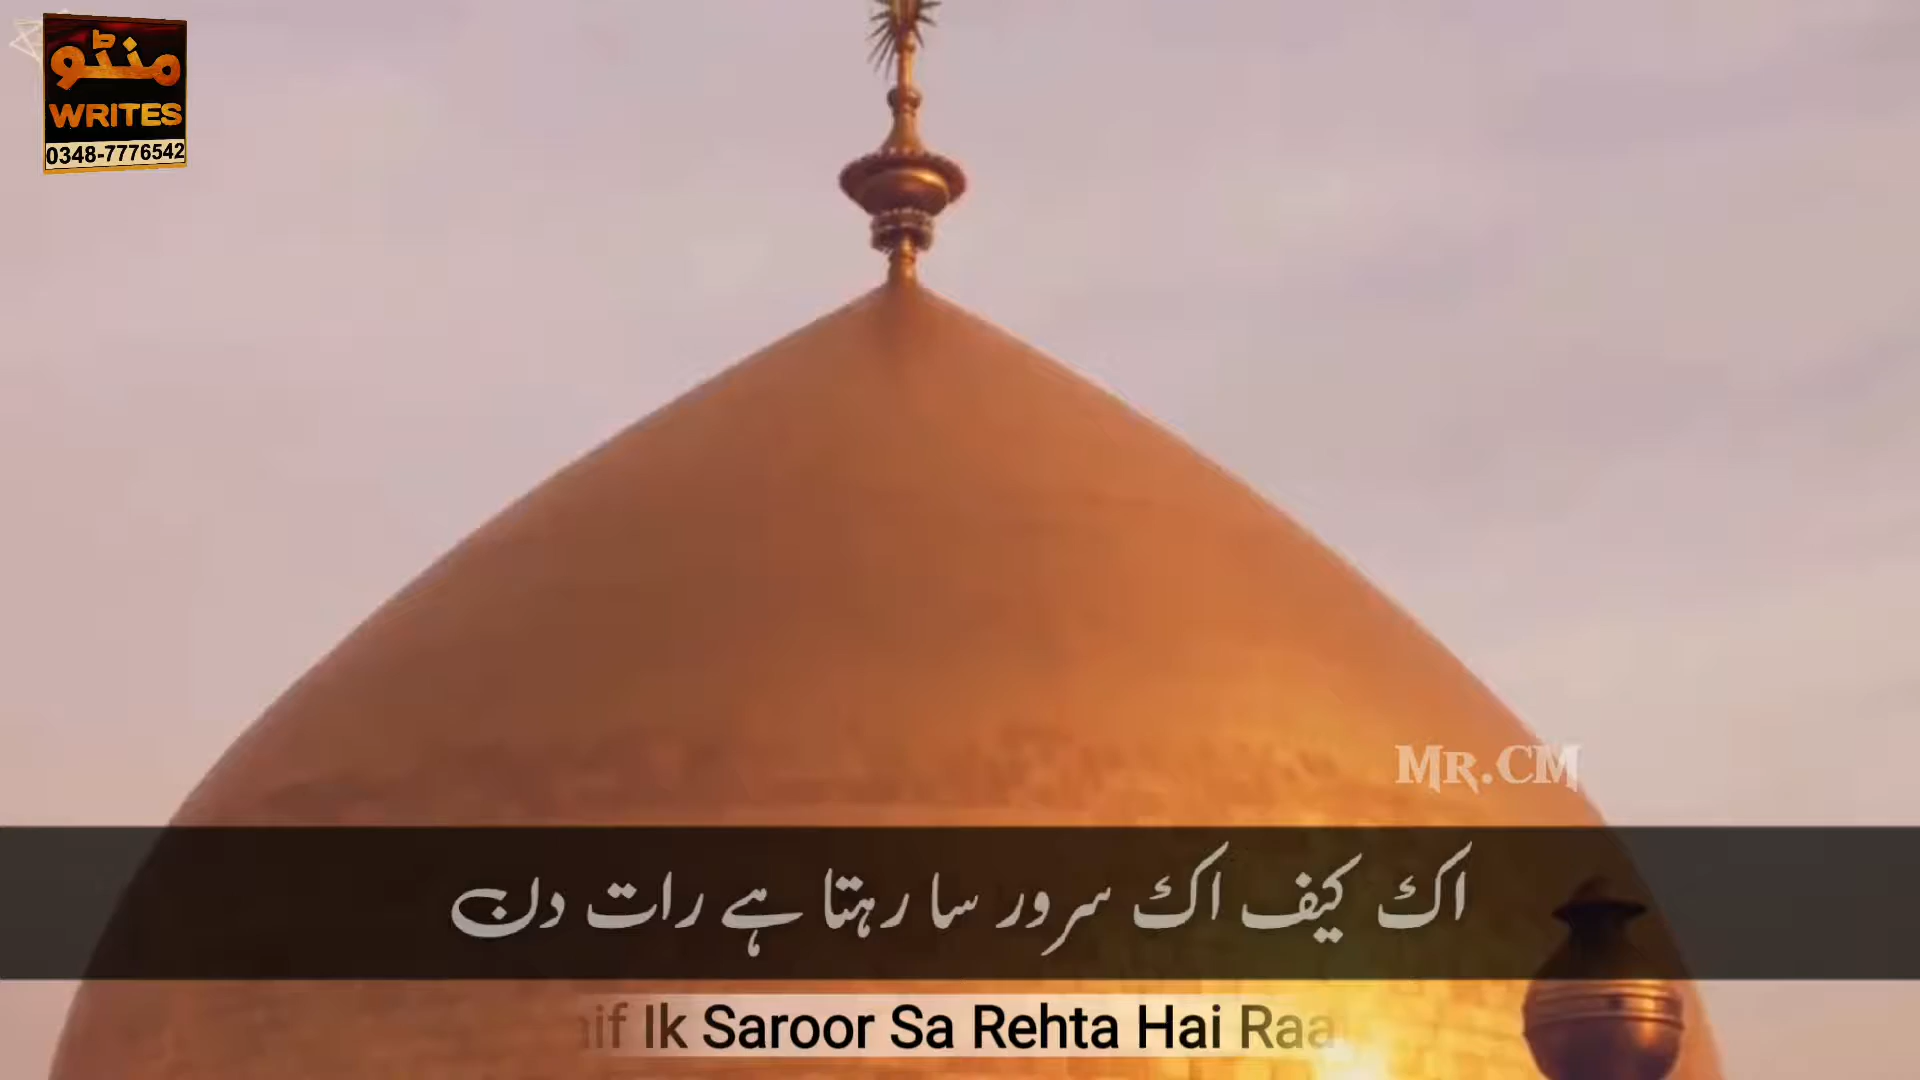 منٹو
WRITES
0348-7776542
MR.CM
اک کیف اک سرور سا رہتا ہے رات دن
Ik Saroor Sa Rehta Hai